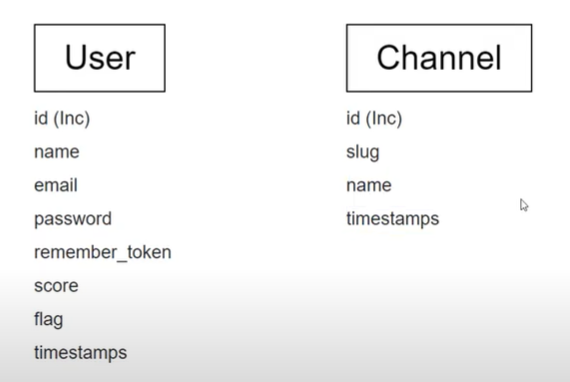 User
id (Inc)
name
email
password
remember_token
score
flag
timestamps
Channel
id (Inc)
slug
name
timestamps